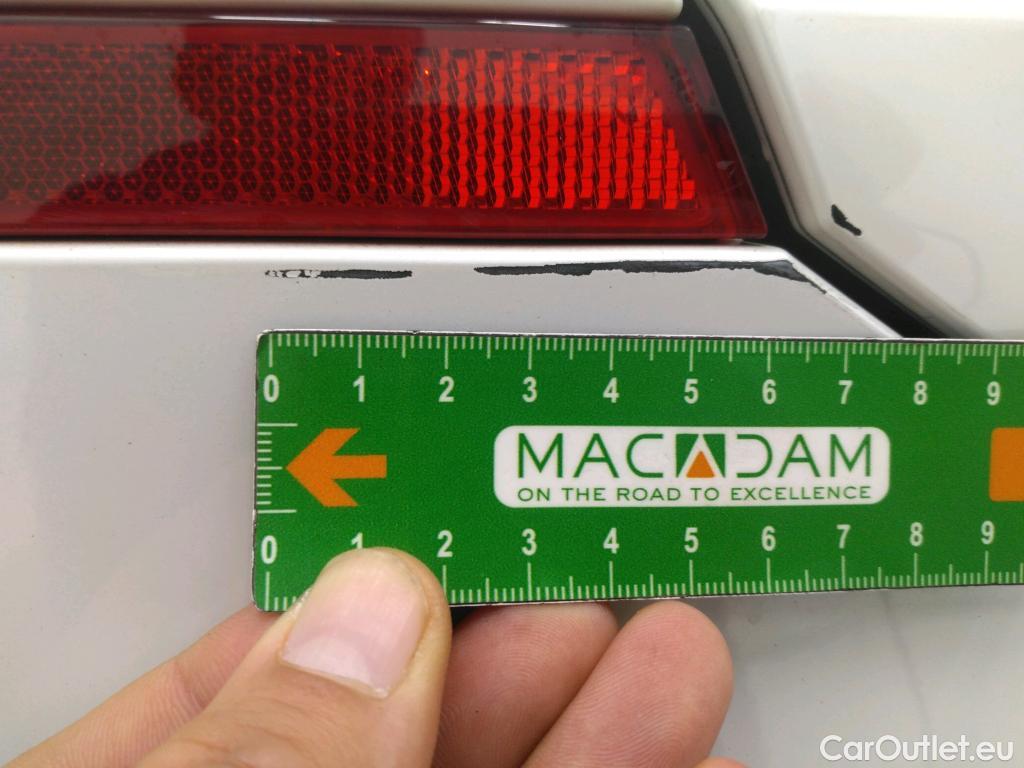 0 1 2 3 4 5 6 7 8 9
MACADAM
ON THE ROAD TO EXCELLENCE
0 1 2 3 4 5 6 7 8 9
CarOutlet.eu